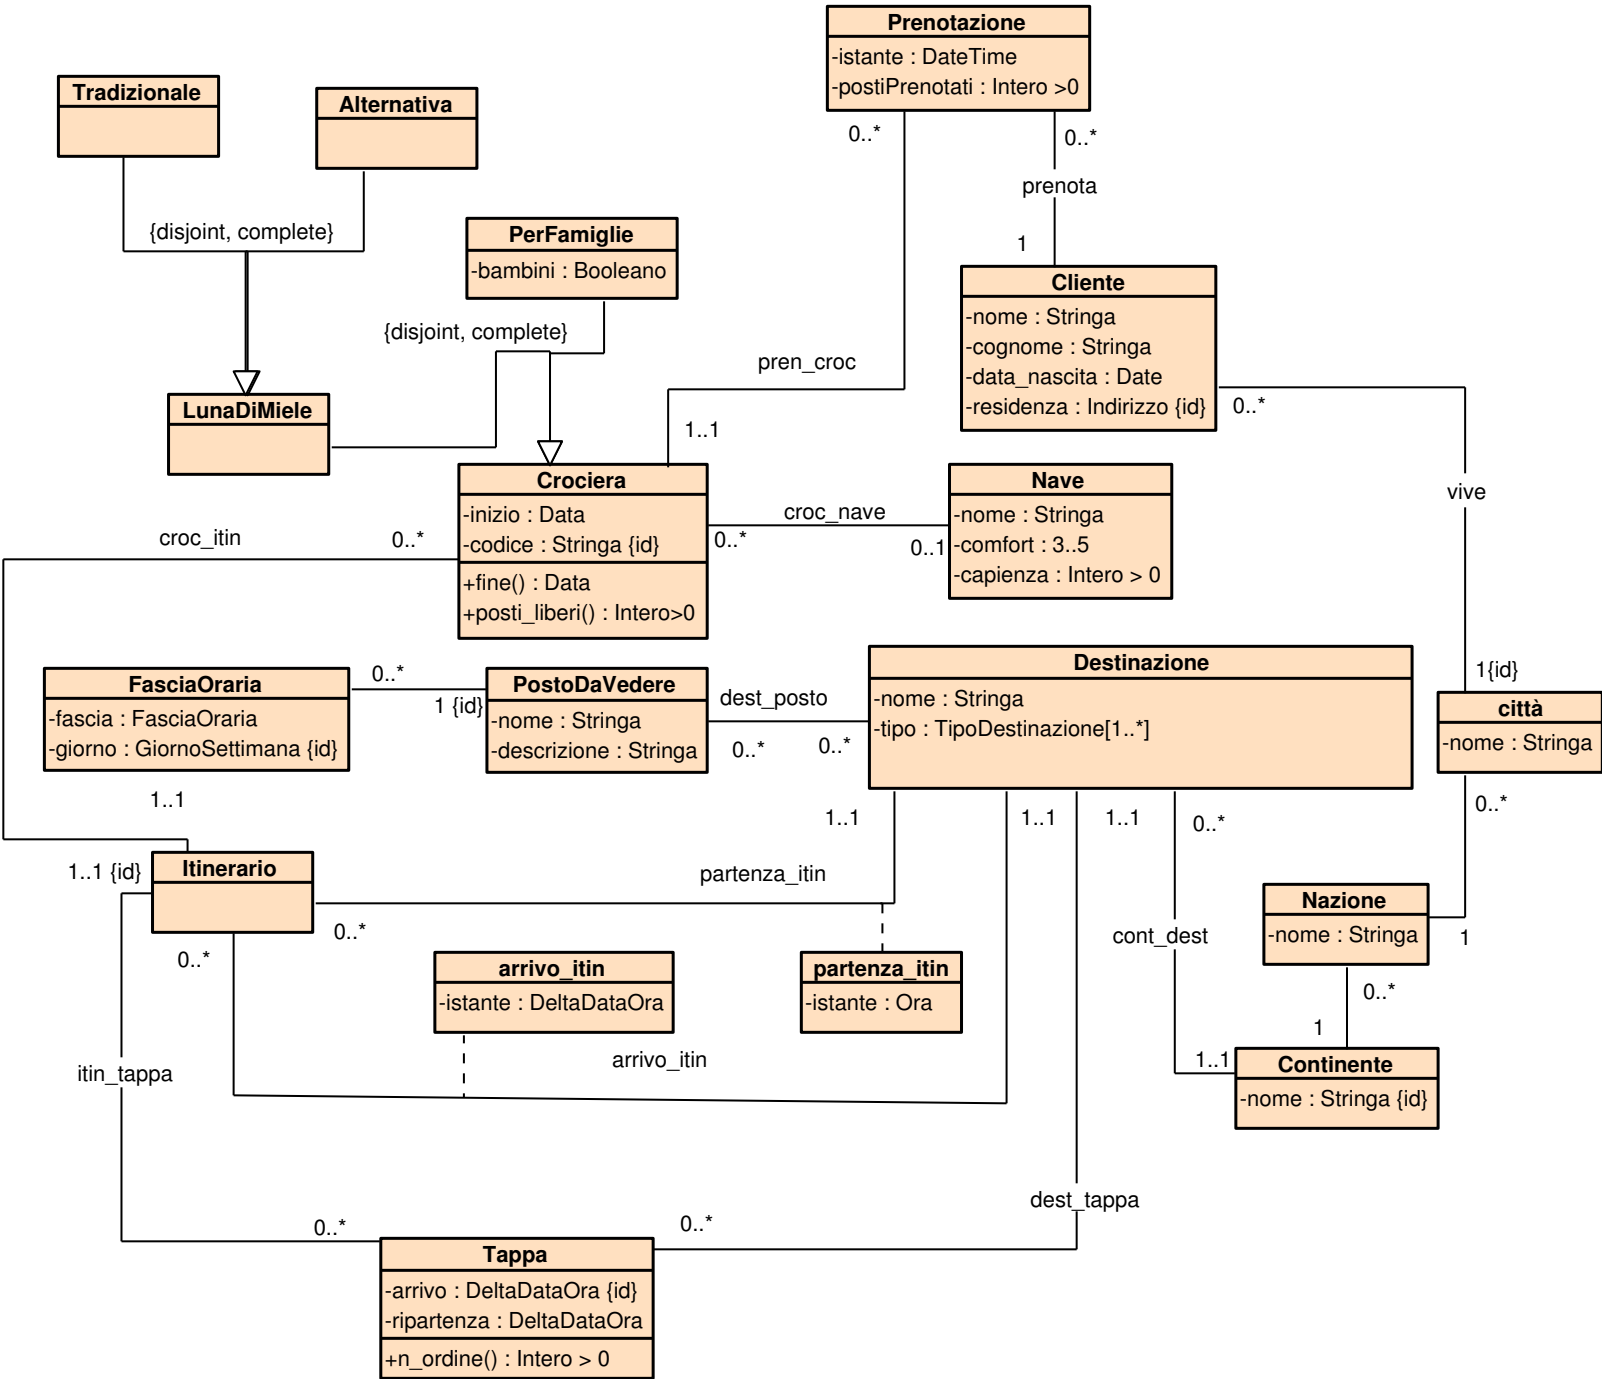 Prenotazione
-istante : DateTime
-postiPrenotati : Intero >0
Tradizionale
Alternativa
0..*
0..*
prenota
{disjoint, complete}
PerFamiglie
-bambini : Booleano
1
Cliente
-nome : Stringa
-cognome : Stringa
-data_nascita : Date
-residenza : Indirizzo {id}
{disjoint, complete}
pren_croc
0..*
LunaDiMiele
1..1
Crociera
-inizio : Data
-codice : Stringa {id}
+fine() : Data
+posti_liberi() : Intero>0
Nave
-nome : Stringa
-comfort : 3..5
-capienza : Intero > 0
vive
croc_nave
0..*
0..1
croc_itin
0..*
FasciaOraria
-fascia : FasciaOraria
-giorno : GiornoSettimana {id}
0..*
1 {id}
PostoDaVedere
-nome : Stringa
-descrizione : Stringa
dest_posto
0..*
0..*
Destinazione
-nome : Stringa
-tipo : TipoDestinazione[1..*]
1{id}
città
-nome : Stringa
1..1
1..1
1..1
1..1
0..*
0..*
1..1 {id}
Itinerario
partenza_itin
0..*
0..*
Nazione
-nome : Stringa
1
cont_dest
arrivo_itin
-istante : DeltaDataOra
partenza_itin
-istante : Ora
0..*
1
arrivo_itin
1..1
Continente
-nome : Stringa {id}
itin_tappa
dest_tappa
0..*
0..*
Tappa
-arrivo : DeltaDataOra {id}
-ripartenza : DeltaDataOra
+n_ordine() : Intero > 0